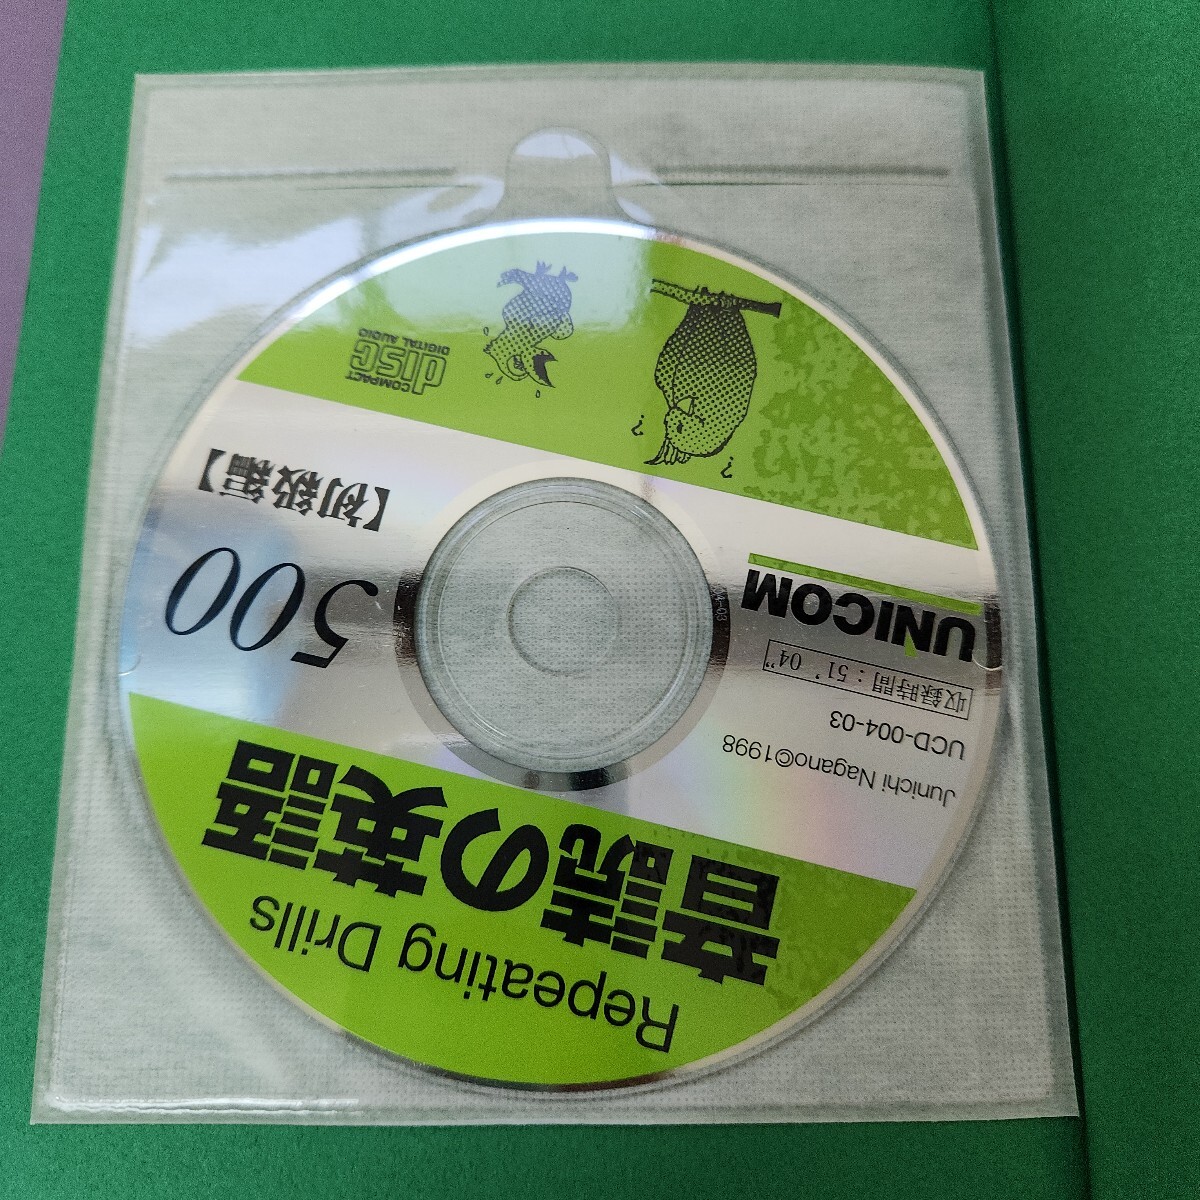 Repeating Drills
音読の英語
500
【初級編】
Junichi Nagano©1998
UCD-004-03
収録時間：51'04"
UNICOM
COMPACT
disc
DIGITAL AUDIO
?
?